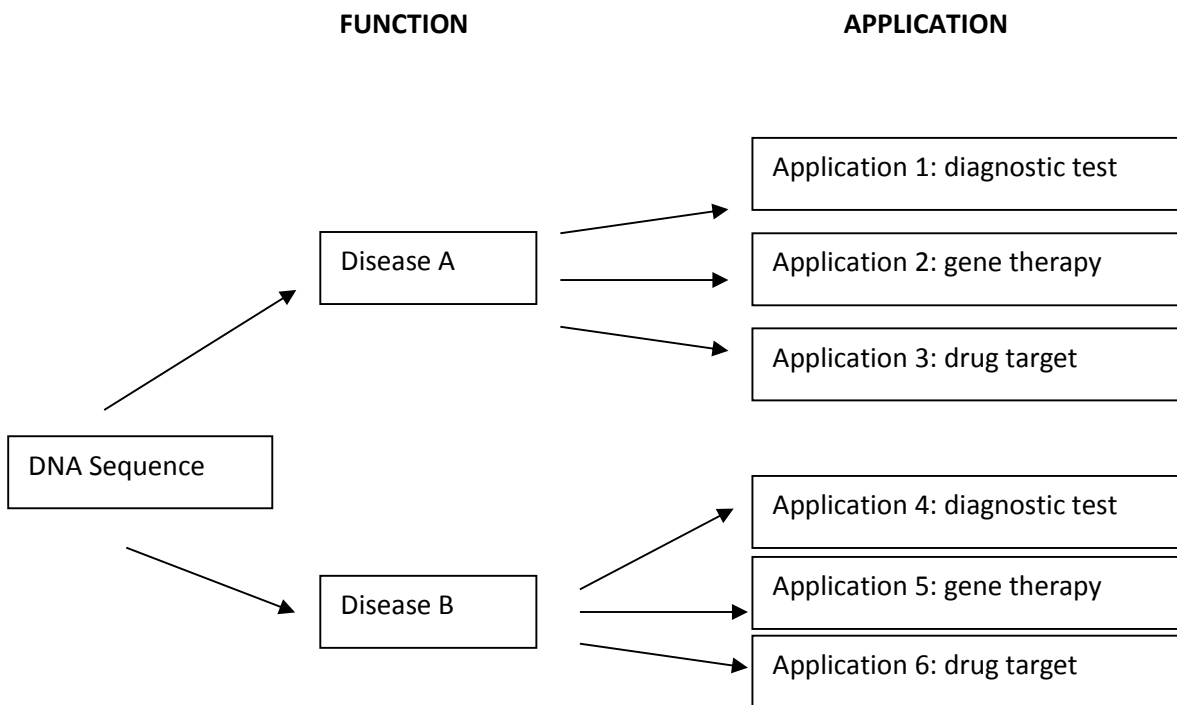 FUNCTION
APPLICATION
Application 1: diagnostic test
Disease A
Application 2: gene therapy
Application 3: drug target
DNA Sequence
Application 4: diagnostic test
Disease B
Application 5: gene therapy
Application 6: drug target